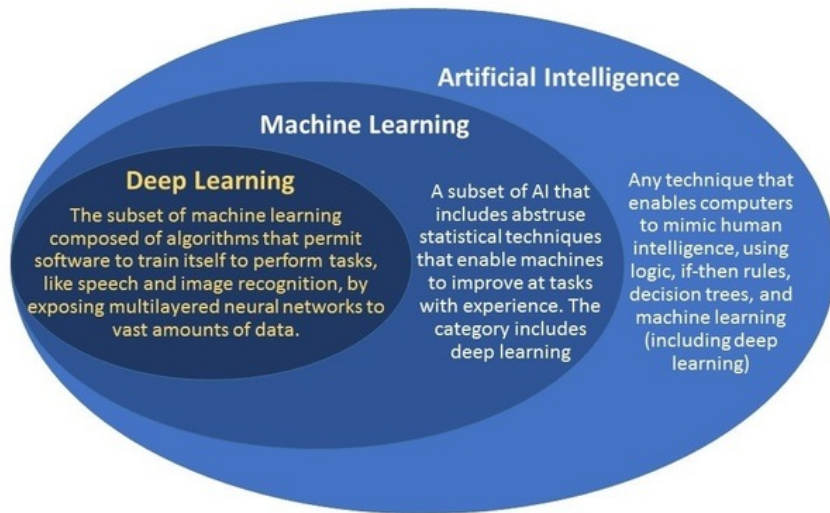 Artificial Intelligence
Machine Learning
Deep Learning
The subset of machine learning
composed of algorithms that permit
software to train itself to perform tasks,
like speech and image recognition, by
exposing multilayered neural networks to
vast amounts of data.
A subset of AI that
includes abstruse
statistical techniques
that enable machines
to improve at tasks
with experience. The
category includes
deep learning
Any technique that
enables computers
to mimic human
intelligence, using
logic, if-then rules,
decision trees, and
machine learning
(including deep
learning)